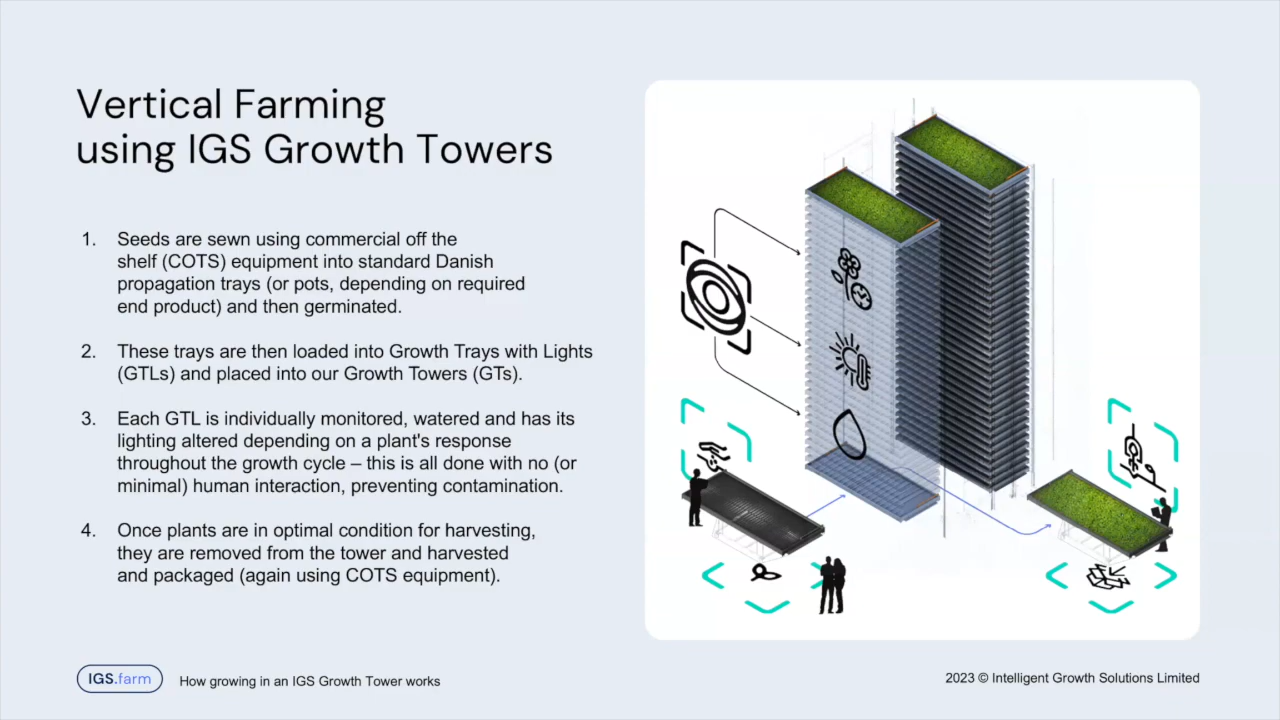 Vertical Farming
using IGS Growth Towers
1. Seeds are sewn using commercial off the
shelf (COTS) equipment into standard Danish
propagation trays (or pots, depending on required
end product) and then germinated.
2. These trays are then loaded into Growth Trays with Lights
(GTLs) and placed into our Growth Towers (GTs).
3. Each GTL is individually monitored, watered and has its
lighting altered depending on a plant's response
throughout the growth cycle – this is all done with no (or
minimal) human interaction, preventing contamination.
4. Once plants are in optimal condition for harvesting,
they are removed from the tower and harvested
and packaged (again using COTS equipment).
IGS.farm
How growing in an IGS Growth Tower works
2023 © Intelligent Growth Solutions Limited